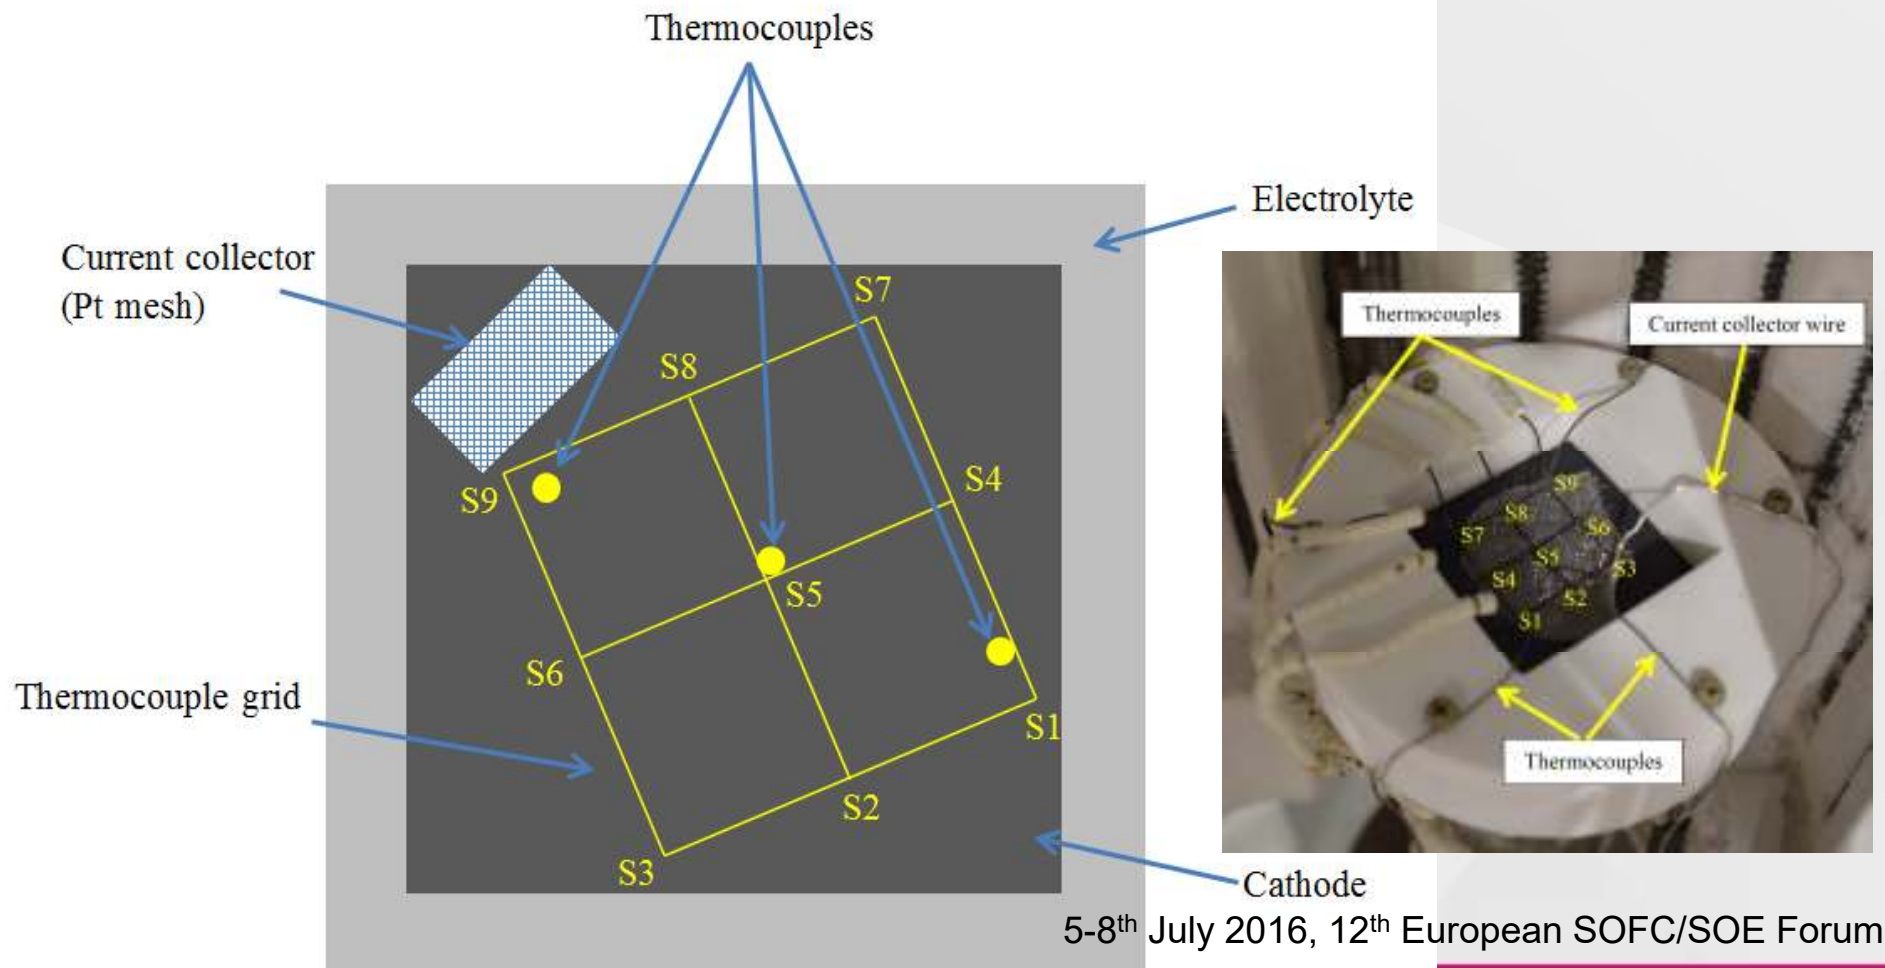 Thermocouples
Electrolyte
Current collector
(Pt mesh)
S7
S8
S4
S9
S5
S6
Thermocouple grid
S1
S2
S3
Cathode
Thermocouples
Current collector wire
S9
S8
S7
S6
S5
S3
S4
S2
S1
Thermocouples
5-8th July 2016, 12th European SOFC/SOE Forum